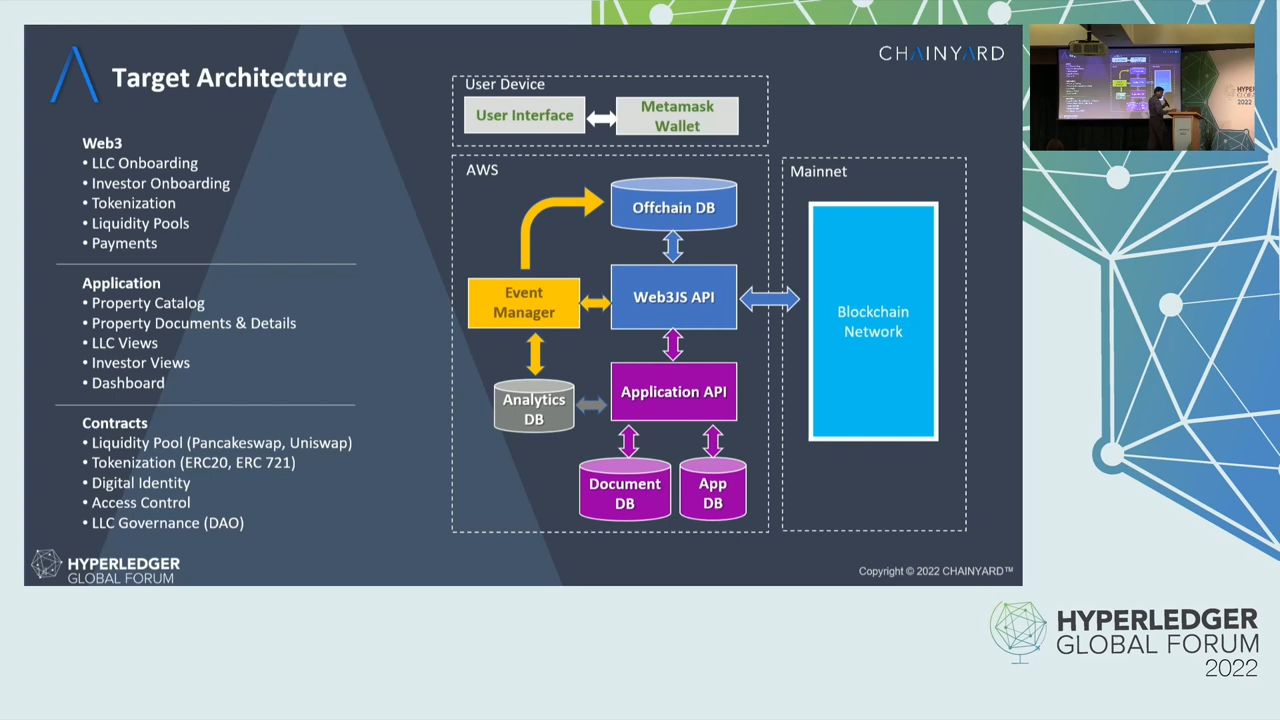 Target Architecture
CHAINYARD
Web3
• LLC Onboarding
• Investor Onboarding
• Tokenization
• Liquidity Pools
• Payments
Application
• Property Catalog
• Property Documents & Details
• LLC Views
• Investor Views
• Dashboard
Contracts
• Liquidity Pool (Pancakeswap, Uniswap)
• Tokenization (ERC20, ERC 721)
• Digital Identity
• Access Control
• LLC Governance (DAO)
User Device
User Interface
Metamask
Wallet
AWS
Offchain DB
Event
Manager
Web3JS API
Analytics
DB
Application API
Document
DB
App
DB
Mainnet
Blockchain
Network
HYPERLEDGER
GLOBAL FORUM
Copyright © 2022 CHAINYARD™
HYPERLEDGER
GLOBAL FORUM
2022